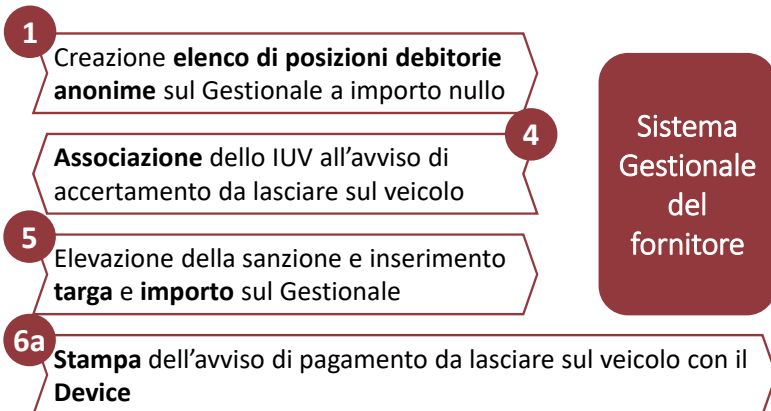 1
Creazione elenco di posizioni debitorie
anonime sul Gestionale a importo nullo
4
Associazione dello IUV all'avviso di
accertamento da lasciare sul veicolo
5
Elevazione della sanzione e inserimento
targa e importo sul Gestionale
6a
Stampa dell'avviso di pagamento da lasciare sul veicolo con il
Device
Sistema
Gestionale
del
fornitore